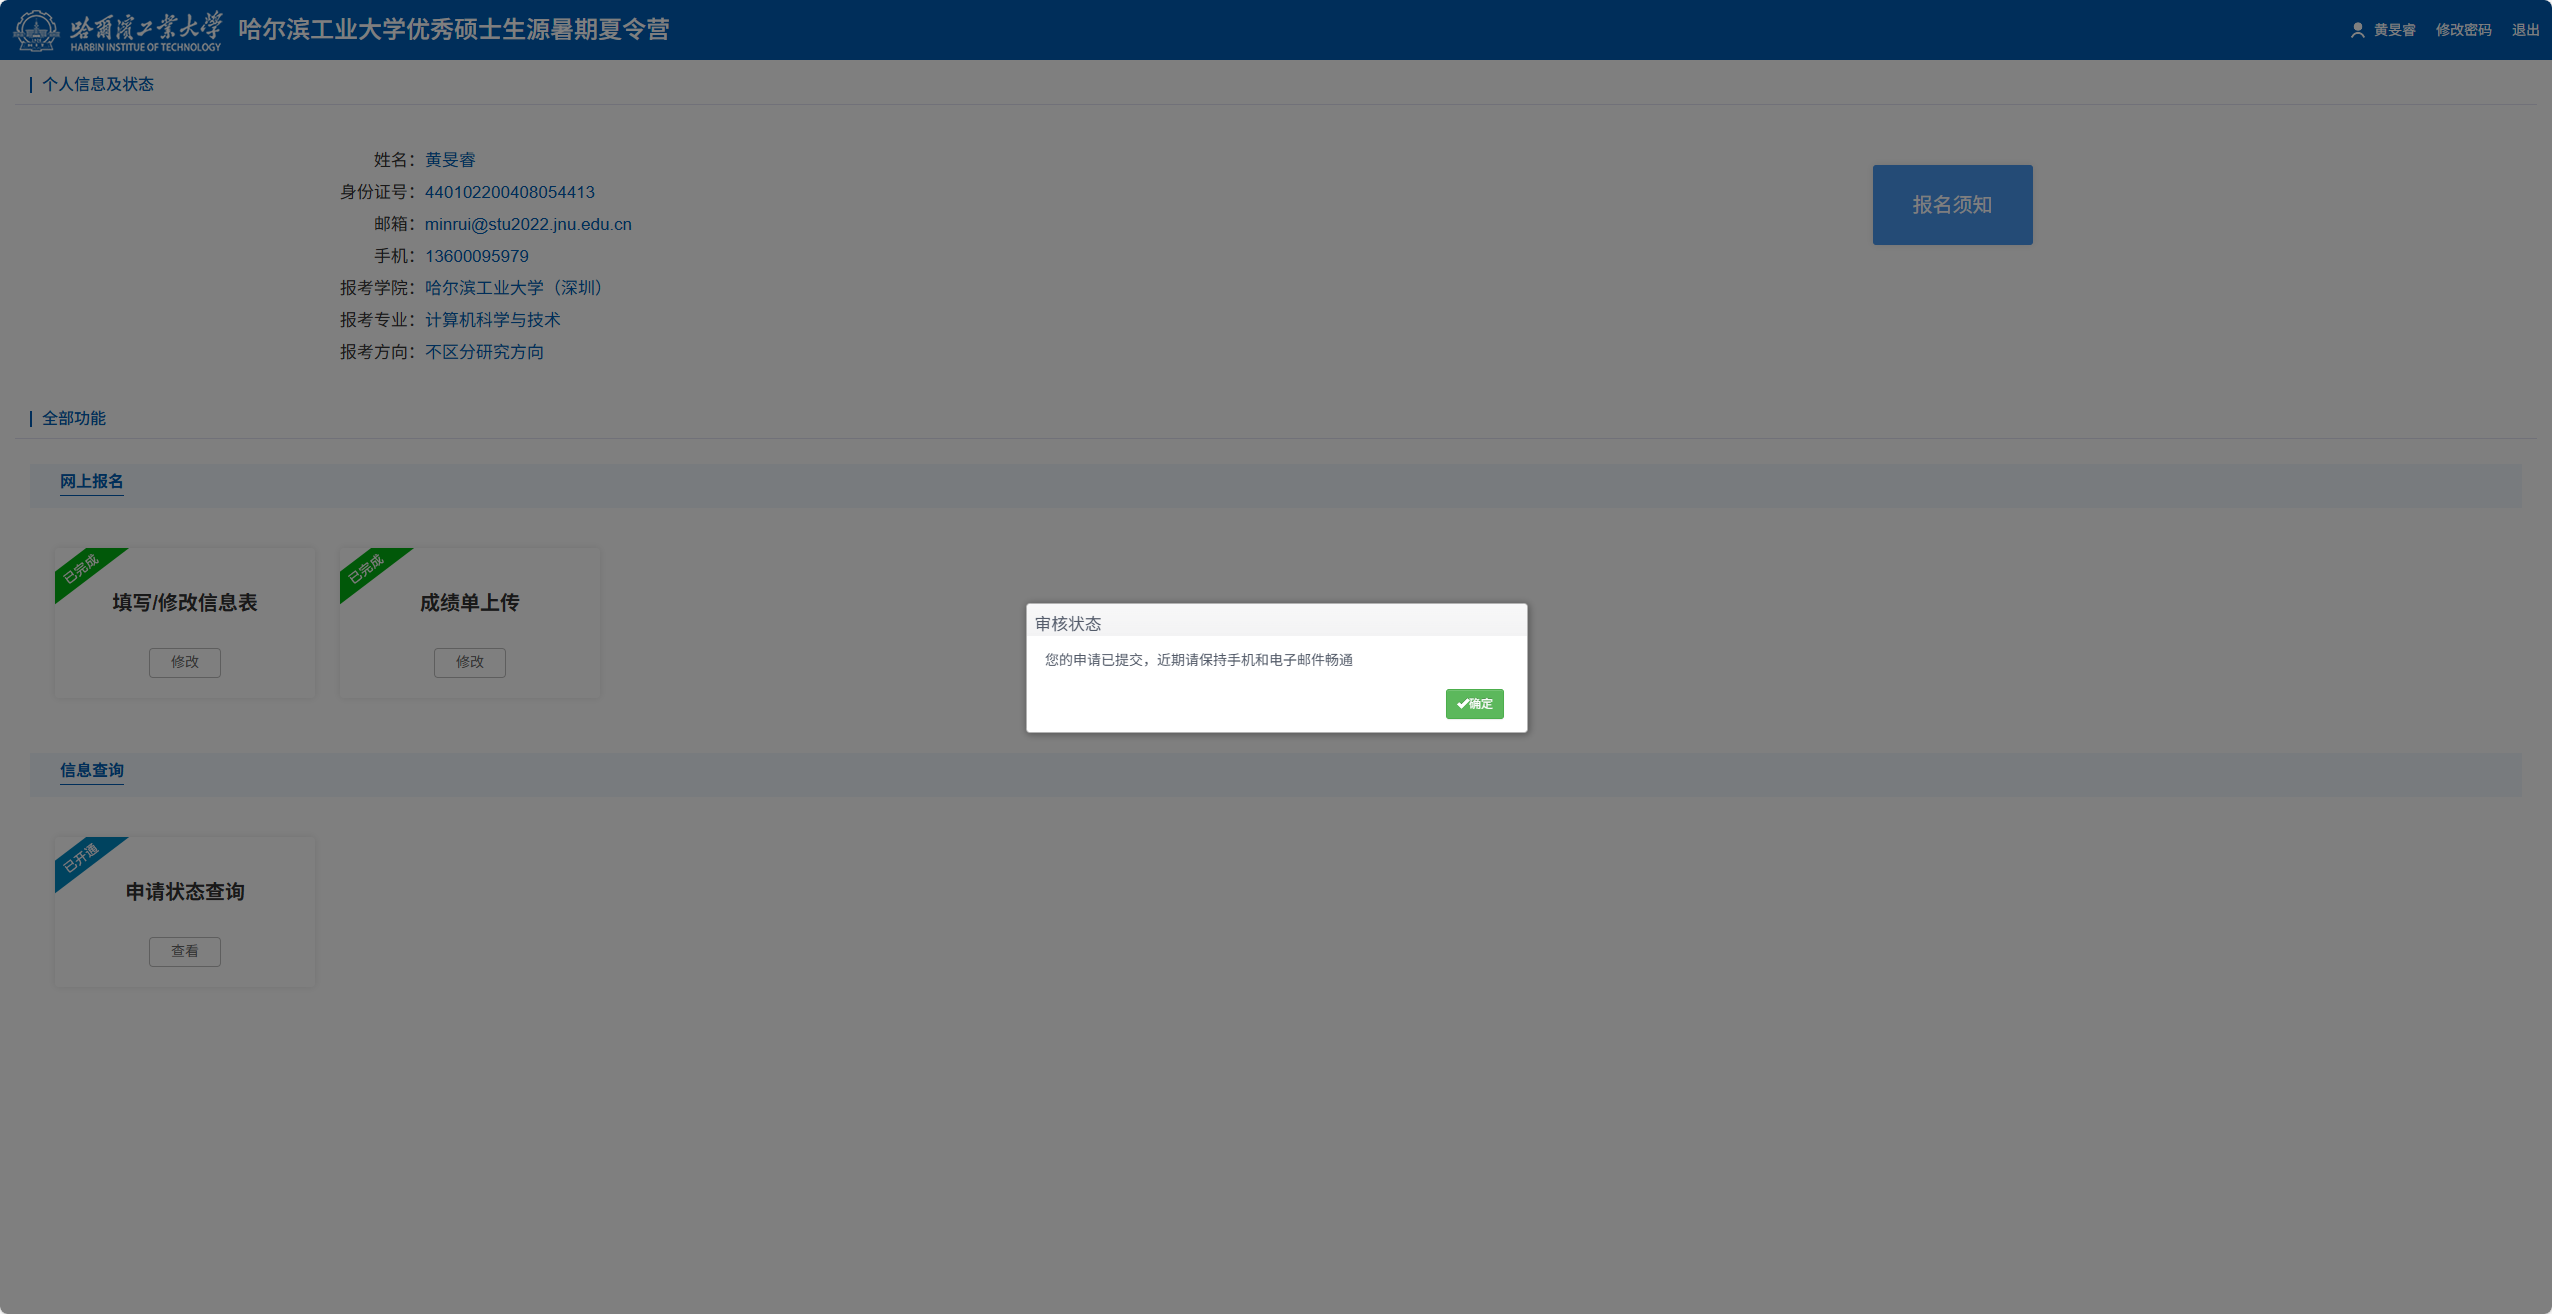 哈尔滨工业大学
HARBIN INSTITUE OF TECHNOLOGY
哈尔滨工业大学优秀硕士生源暑期夏令营
黄旻睿 修改密码 退出
个人信息及状态
姓名：黄旻睿
身份证号：440102200408054413
邮箱：minrui@stu2022.jnu.edu.cn
手机：13600095979
报考学院：哈尔滨工业大学（深圳）
报考专业：计算机科学与技术
报考方向：不区分研究方向
报名须知
全部功能
网上报名
已完成
填写/修改信息表
修改
已完成
成绩单上传
修改
审核状态
您的申请已提交，近期请保持手机和电子邮件畅通
确定
信息查询
已开通
申请状态查询
查看